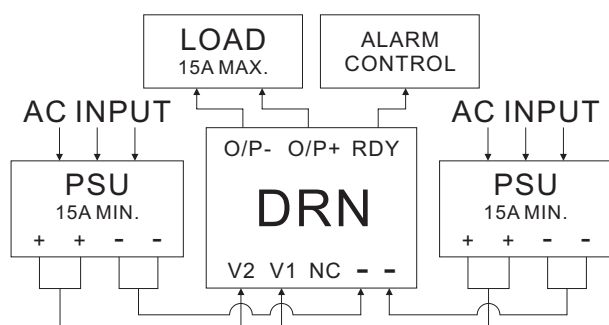 LOAD
15A MAX.
ALARM
CONTROL
AC INPUT
AC INPUT
O/P- O/P+ RDY
PSU
15A MIN.
+ + - -
DRN
PSU
15A MIN.
+ + - -
V2 V1 NC - -